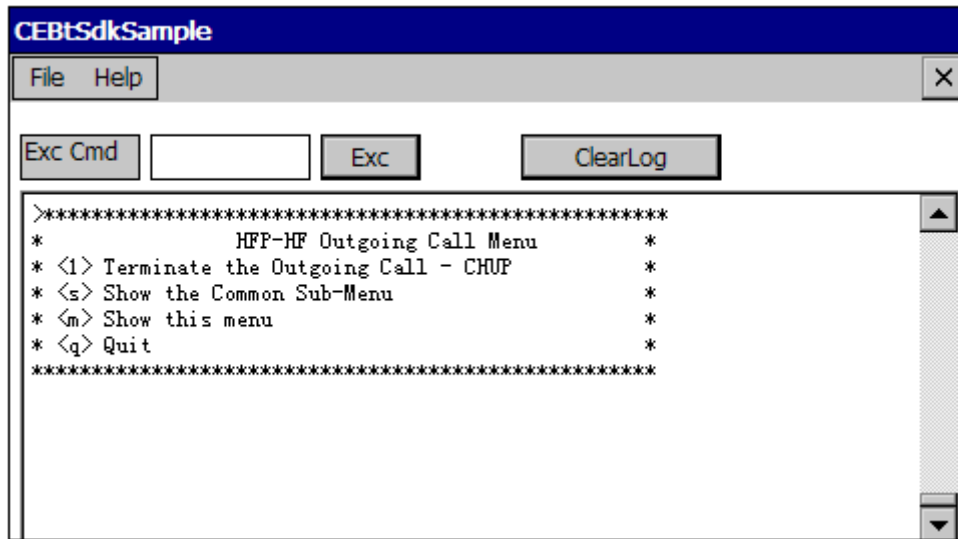 CEBtSdkSample
File Help
Exc Cmd Exc ClearLog
>****************************************************
* HFP-HF Outgoing Call Menu *
* <1> Terminate the Outgoing Call - CHUP *
* <s> Show the Common Sub-Menu *
* <m> Show this menu *
* <q> Quit *
****************************************************